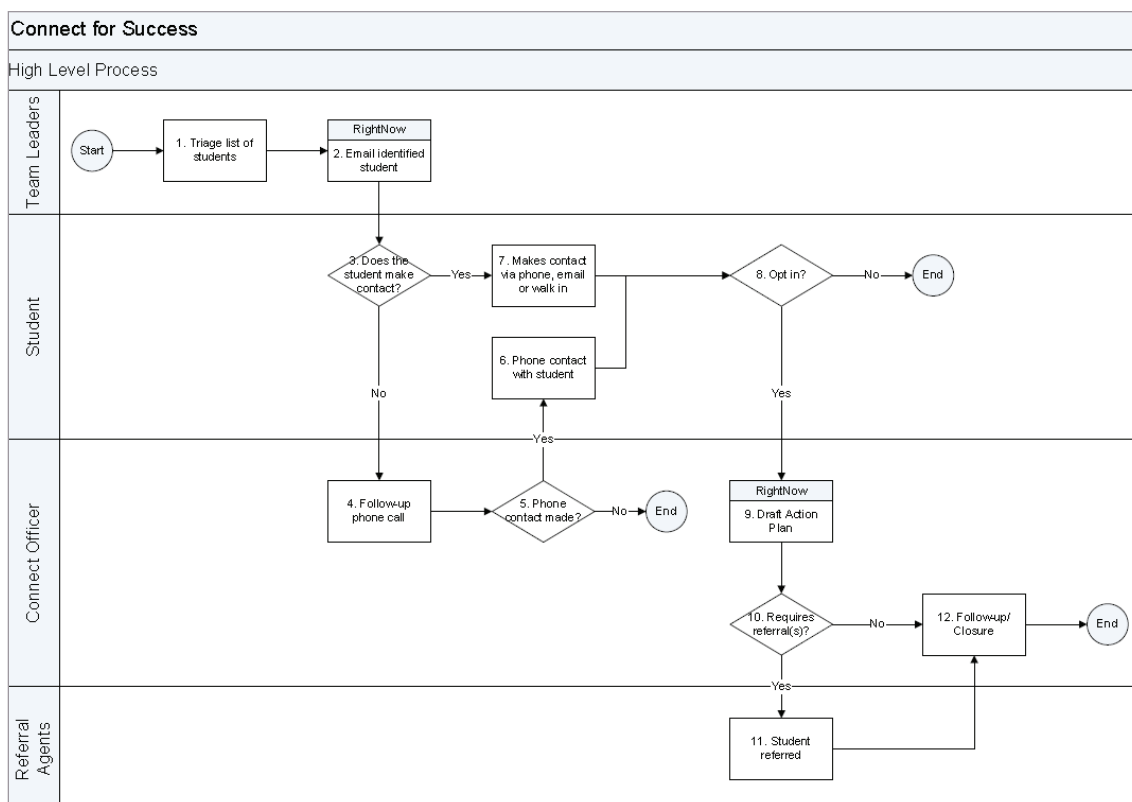 Connect for Success
High Level Process
Team Leaders
Start
1. Triage list of
students
RightNow
2. Email identified
student
Student
3. Does the
student make
contact?
Yes
7. Makes contact
via phone, email
or walk in
8. Opt in?
No
End
6. Phone contact
with student
No
Yes
Yes
Connect Officer
4. Follow-up
phone call
5. Phone
contact made?
No
End
RightNow
9. Draft Action
Plan
10. Requires
referral(s)?
No
12. Follow-up/
Closure
End
Yes
Referral
Agents
11. Student
referred